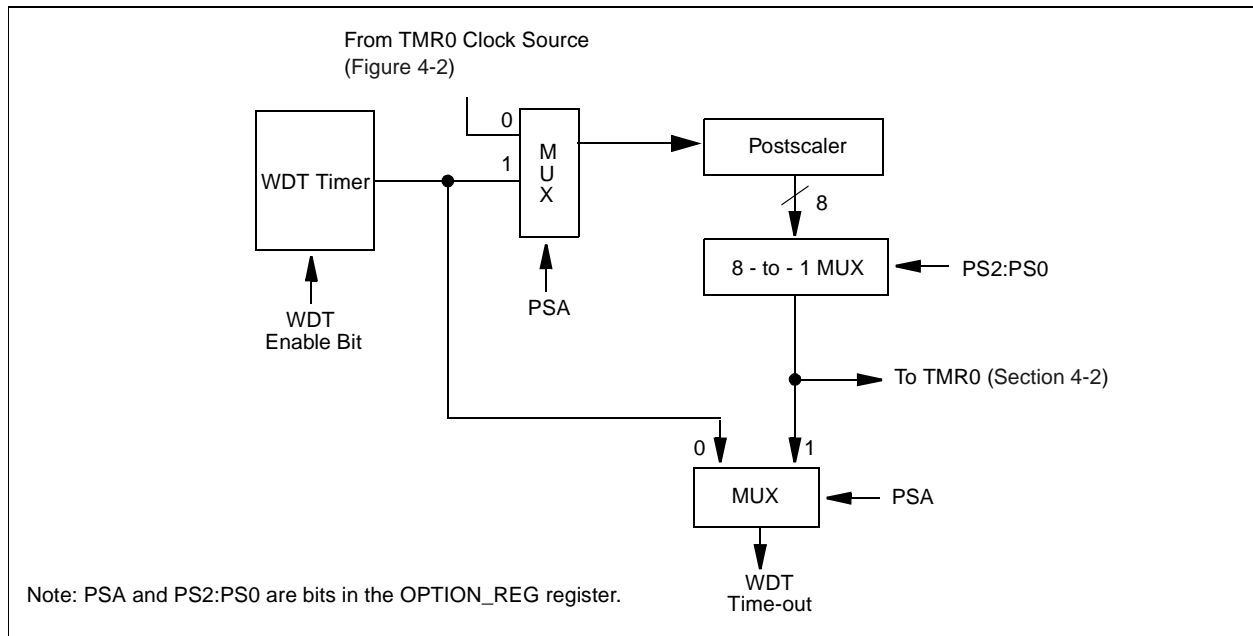 From TMR0 Clock Source
(Figure 4-2)
0
1
M
U
X
WDT Timer
Postscaler
8
8 - to - 1 MUX
PS2:PS0
PSA
WDT
Enable Bit
To TMR0 (Section 4-2)
0
1
MUX
PSA
WDT
Time-out
Note: PSA and PS2:PS0 are bits in the OPTION_REG register.